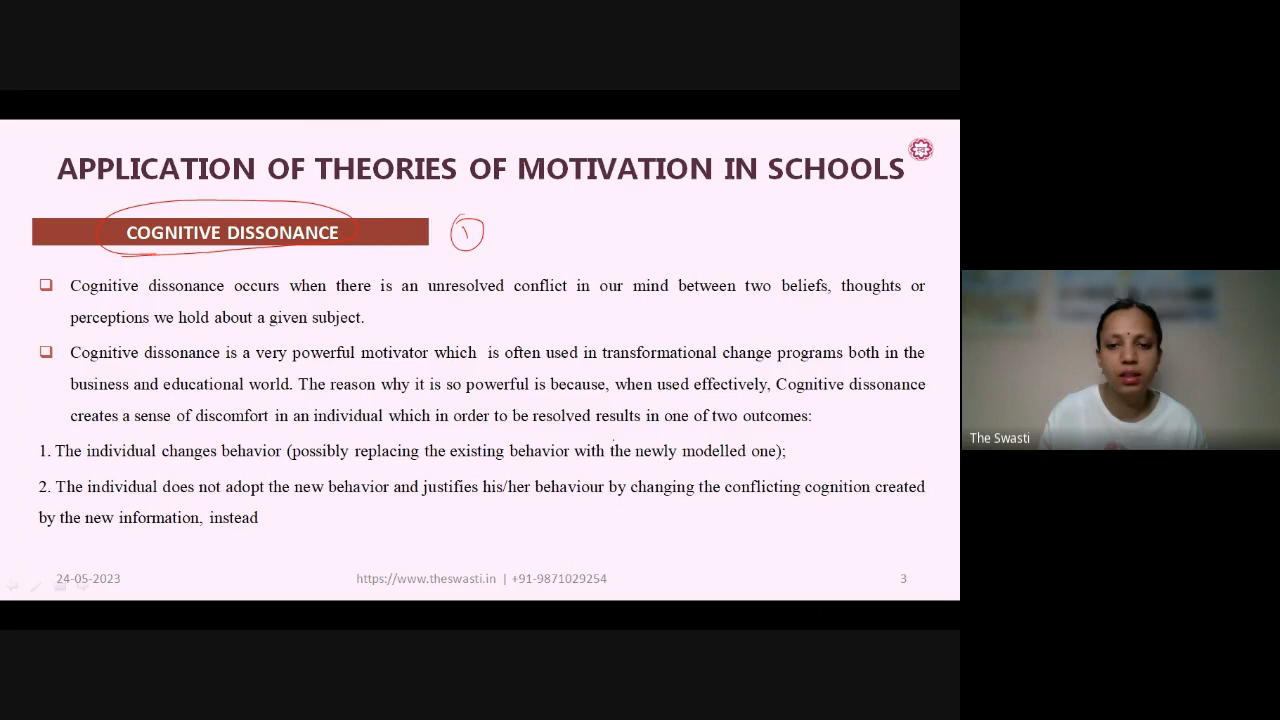 APPLICATION OF THEORIES OF MOTIVATION IN SCHOOLS
COGNITIVE DISSONANCE
1
Cognitive dissonance occurs when there is an unresolved conflict in our mind between two beliefs, thoughts or
perceptions we hold about a given subject.
Cognitive dissonance is a very powerful motivator which is often used in transformational change programs both in the
business and educational world. The reason why it is so powerful is because, when used effectively, Cognitive dissonance
creates a sense of discomfort in an individual which in order to be resolved results in one of two outcomes:
1. The individual changes behavior (possibly replacing the existing behavior with the newly modelled one);
2. The individual does not adopt the new behavior and justifies his/her behaviour by changing the conflicting cognition created
by the new information, instead
24-05-2023
https://www.theswasti.in | +91-9871029254
3
The Swasti